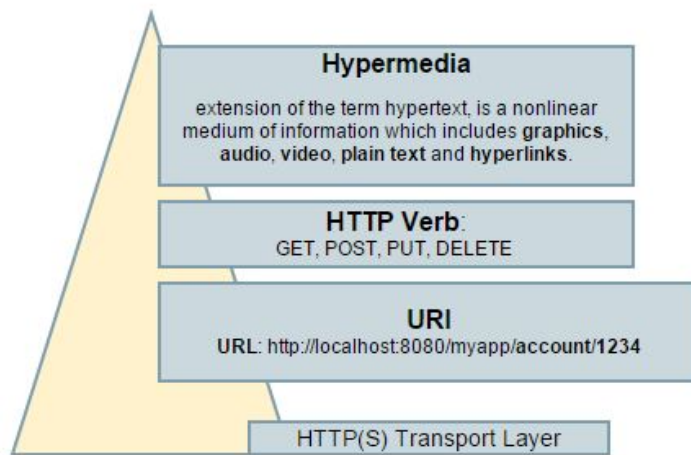 Hypermedia
extension of the term hypertext, is a nonlinear
medium of information which includes graphics,
audio, video, plain text and hyperlinks.
HTTP Verb:
GET, POST, PUT, DELETE
URI
URL: http://localhost:8080/myapp/account/1234
HTTP(S) Transport Layer